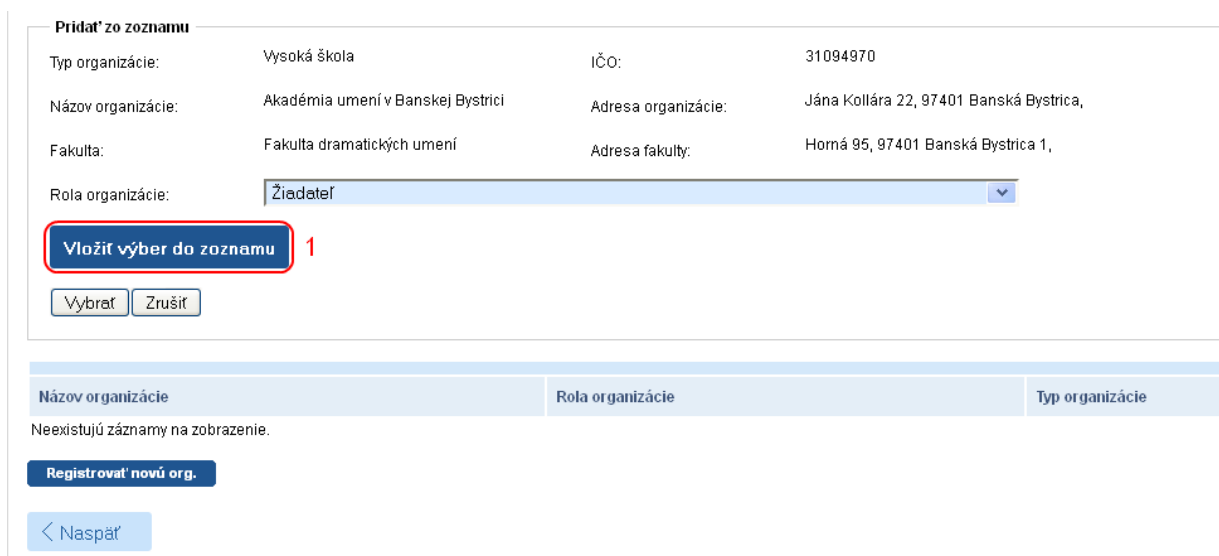 Pridať zo zoznamu
Typ organizácie: Vysoká škola IČO: 31094970
Názov organizácie: Akadémia umení v Banskej Bystrici Adresa organizácie: Jána Kollára 22, 97401 Banská Bystrica,
Fakulta: Fakulta dramatických umení Adresa fakulty: Horná 95, 97401 Banská Bystrica 1,
Rola organizácie: Žiadateľ
Vložiť výber do zoznamu 1
Vybrať Zrušiť
Názov organizácie Rola organizácie Typ organizácie
Neexistujú záznamy na zobrazenie.
Registrovať novú org.
< Naspäť